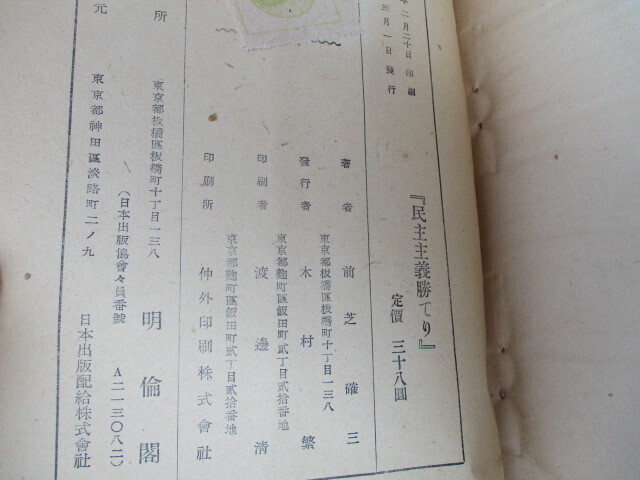 年二月二十日 印刷
三月一日 發行
『民主主義勝てり』
定價 三十八圓
著者 前芝確三
東京都板橋區板橋町十丁目一三八
發行者 木村繁
東京都麴町區飯田町貳丁目貳拾番地
印刷者 渡邊淸
東京都麴町區飯田町貳丁目貳拾番地
印刷所 仲外印刷株式會社
所
東京都板橋區板橋町十丁目一三八
明倫閣
(日本出版協會々員番號 A二一三〇八二)
元
東京都神田區淡路町二ノ九
日本出版配給株式會社